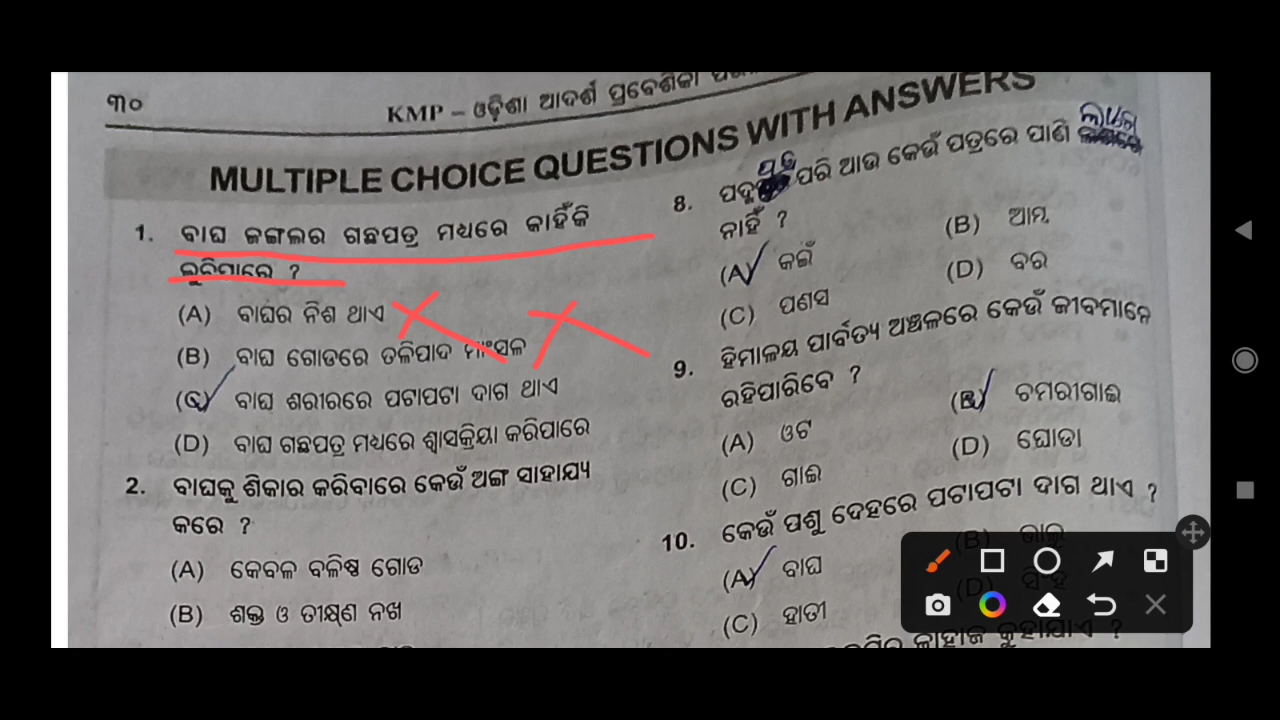 ୩୦
KMP – ଓଡ଼ିଶା ଆଦର୍ଶ ପ୍ରବେଶିକା
MULTIPLE CHOICE QUESTIONS WITH ANSWERS
1. ବାଘ ଜଙ୍ଗଲର ଗଛପତ୍ର ମଧ୍ୟରେ କାହିଁକି
ଲୁଚିପାରେ ?
(A) ବାଘର ନିଶ ଥାଏ
(B) ବାଘ ଗୋଡରେ ତଳିପାଦ ମାଂସଳ
(C) ବାଘ ଶରୀରରେ ପଟାପଟା ଦାଗ ଥାଏ
(D) ବାଘ ଗଛପତ୍ର ମଧ୍ୟରେ ଶ୍ୱାସକ୍ରିୟା କରିପାରେ
2. ବାଘକୁ ଶିକାର କରିବାରେ କେଉଁ ଅଙ୍ଗ ସାହାଯ୍ୟ
କରେ ?
(A) କେବଳ ବଳିଷ୍ଠ ଗୋଡ
(B) ଶକ୍ତ ଓ ତୀକ୍ଷ୍ଣ ନଖ
8. ପଦ୍ମ ପତ୍ର ପରି ଆଉ କେଉଁ ପତ୍ରରେ ପାଣି ଲାଗେ
ନାହିଁ ?
(A) କଇଁ (B) ଆମ୍ବ
(C) ପଣସ (D) ବର
9. ହିମାଳୟ ପାର୍ବତ୍ୟ ଅଞ୍ଚଳରେ କେଉଁ ଜୀବମାନେ
ରହିପାରିବେ ?
(A) ଓଟ (B) ଚମରୀଗାଈ
(C) ଗାଈ (D) ଘୋଡା
10. କେଉଁ ପଶୁ ଦେହରେ ପଟାପଟା ଦାଗ ଥାଏ ?
(A) ବାଘ (B) ଭାଲୁ
(C) ହାତୀ (D) ସିଂହ
ଜାହାଜ କୁହାଯାଏ ?